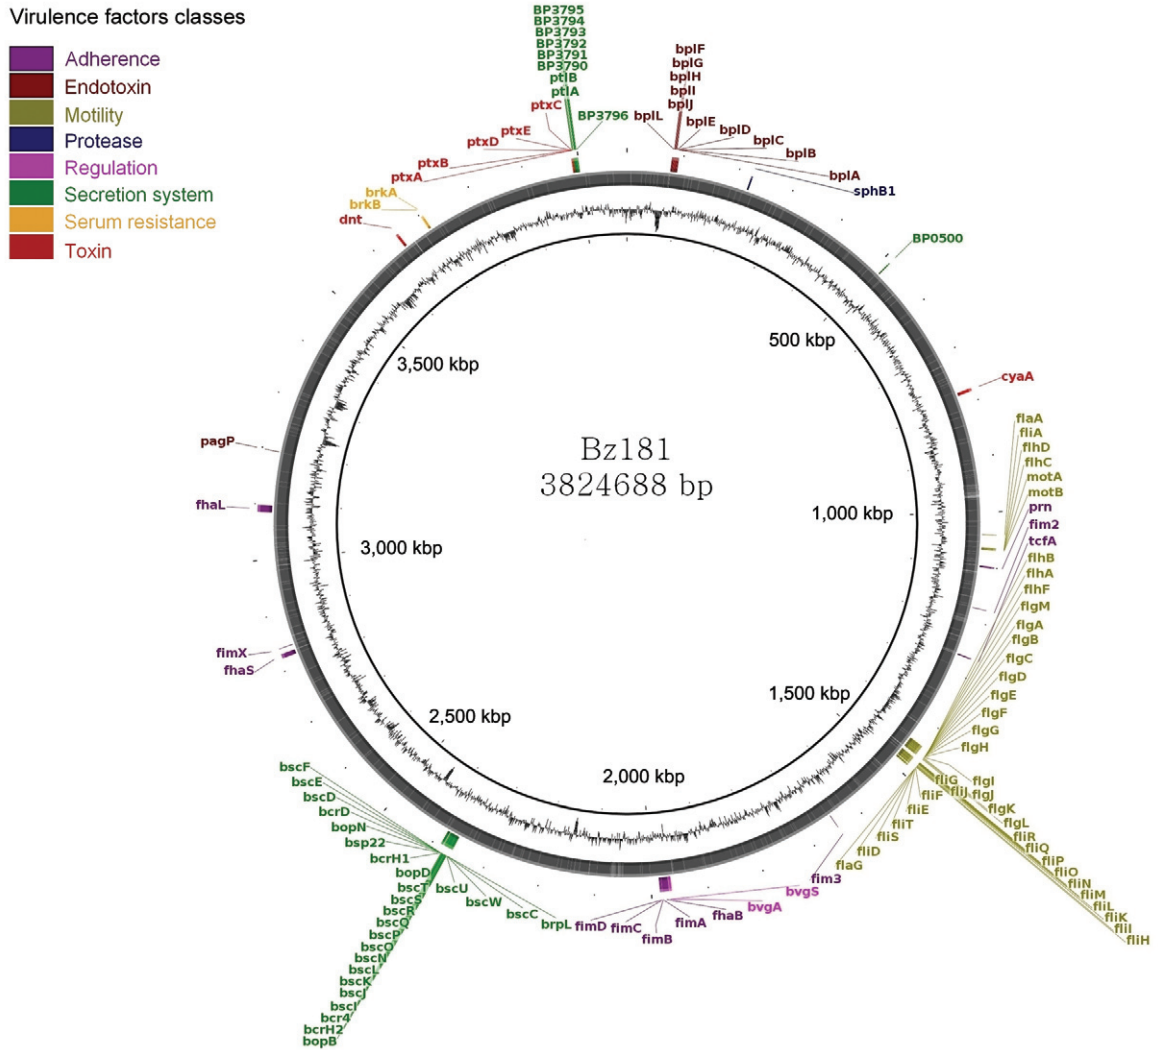 Virulence factors classes
Adherence
Endotoxin
Motility
Protease
Regulation
Secretion system
Serum resistance
Toxin
BP3795
BP3794
BP3793
BP3792
BP3791
BP3790
ptlB
ptlA
ptxC
BP3796
ptxE
ptxD
ptxB
ptxA
brkA
brkB
dnt
bplF
bplG
bplH
bplI
bplJ
bplL
bplE
bplD
bplC
bplB
bplA
sphB1
BP0500
cyaA
flaA
fliA
flhD
flhC
motA
motB
prn
fim2
tcfA
flhB
flhA
flhF
flgM
flgA
flgB
flgC
flgD
flgE
flgF
flgG
flgH
flgI
flgJ
flgK
flgL
fliR
fliQ
fliP
fliO
fliN
fliM
fliL
fliK
fliI
fliH
fliG
fliJ
fliF
fliE
fliT
fliS
fliD
flaG
fim3
bvgS
bvgA
fhaB
fimA
fimB
fimC
fimD
brpL
bscC
bscW
bscU
bscF
bscE
bscD
bcrD
bopN
bsp22
bcrH1
bopD
bscT
bscS
bscR
bscQ
bscP
bscO
bscN
bscL
bscK
bscJ
bscI
bcr4
bcrH2
bopB
fhaS
fimX
fhaL
pagP
500 kbp
1,000 kbp
1,500 kbp
2,000 kbp
2,500 kbp
3,000 kbp
3,500 kbp
Bz181
3824688 bp